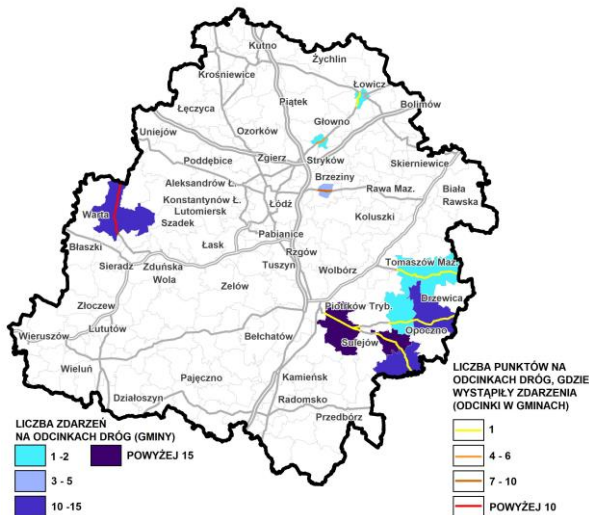 Kutno
Żychlin
Krośniewice
Łowicz
Piątek
Bolimów
Łęczyca
Głowno
Uniejów
Ozorków
Stryków
Skierniewice
Poddębice
Zgierz
Brzeziny
Aleksandrów Ł.
Rawa Maz.
Biała
Rawska
Konstantynów Ł.
Łódź
Warta
Lutomiersk
Koluszki
Szadek
Pabianice
Błaszki
Łask
Rzgów
Sieradz
Zduńska
Wola
Tuszyn
Wolbórz
Tomaszów Maz.
Zelów
Złoczew
Drzewica
Piotrków Tryb.
Lututów
Bełchatów
Opoczno
Wieruszów
Sulejów
Wieluń
Pajęczno
Kamieńsk
Działoszyn
Radomsko
Przedbórz
LICZBA ZDARZEŃ
NA ODCINKACH DRÓG (GMINY)
1 -2
POWYŻEJ 15
3 - 5
10 -15
LICZBA PUNKTÓW NA
ODCINKACH DRÓG, GDZIE
WYSTĄPIŁY ZDARZENIA
(ODCINKI W GMINACH)
1
4 - 6
7 - 10
POWYŻEJ 10